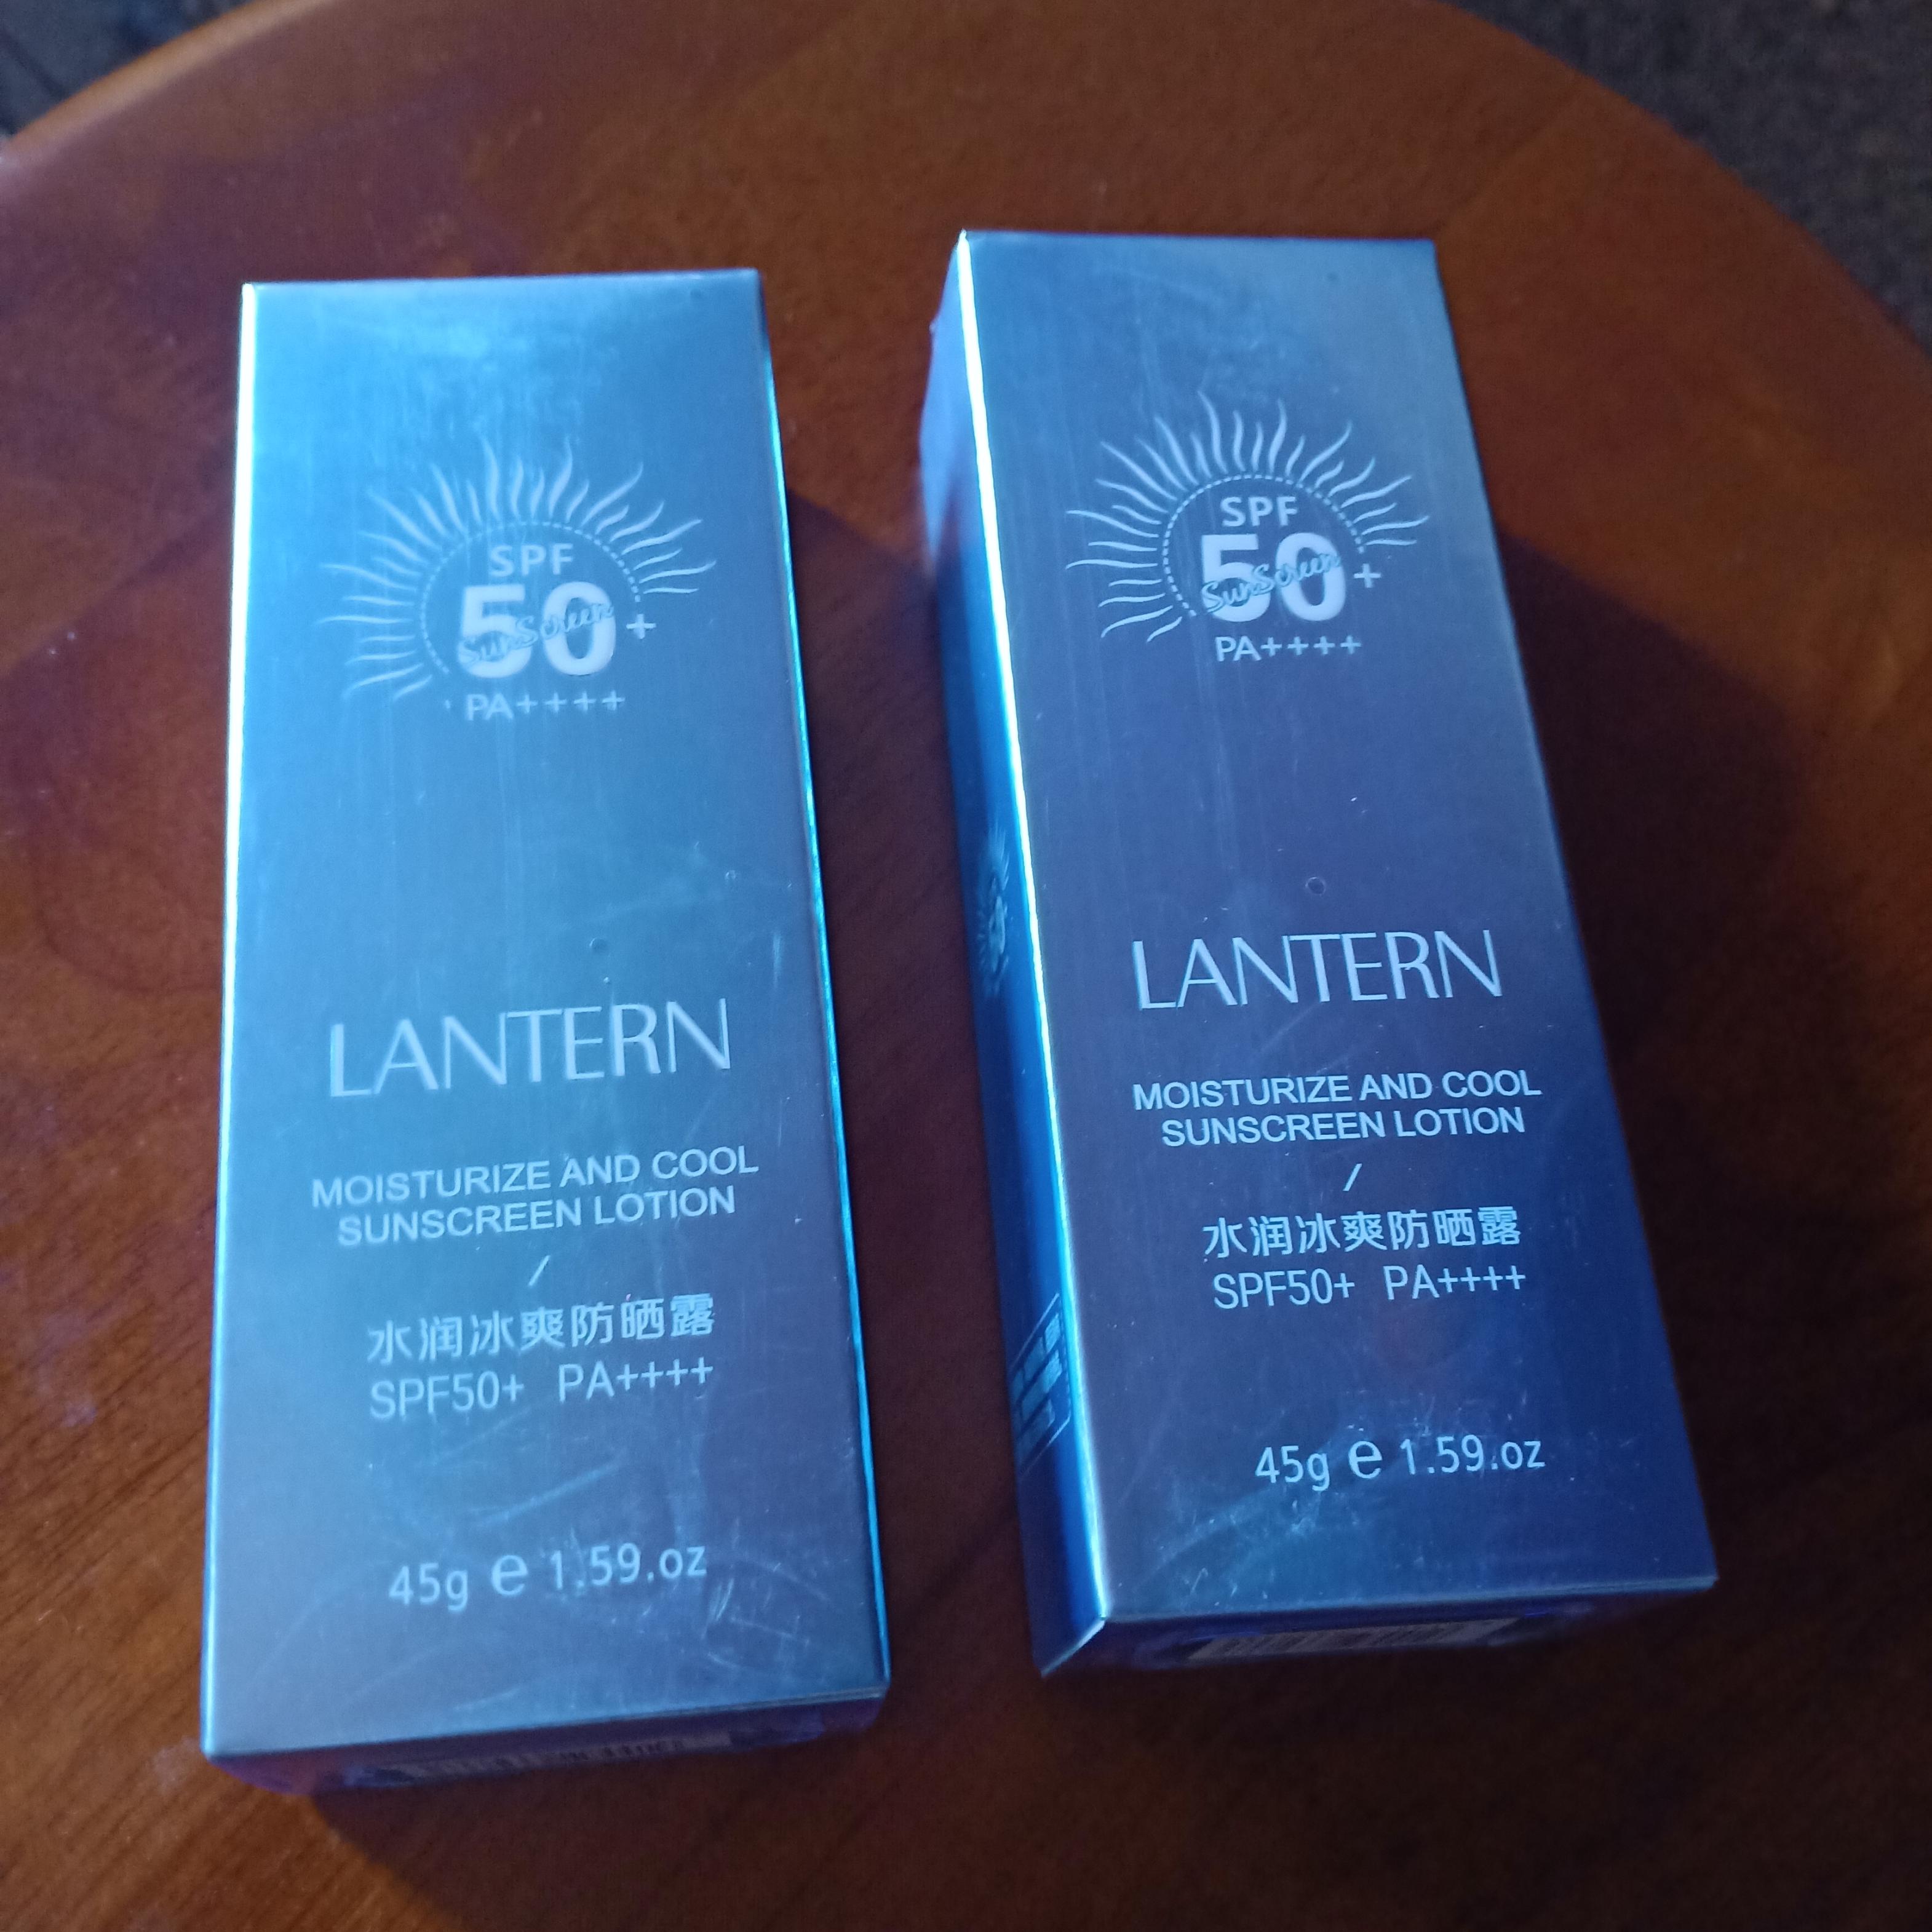 SPF
50+
SunScreen
PA++++
LANTERN
MOISTURIZE AND COOL
SUNSCREEN LOTION
/
水润冰爽防晒露
SPF50+ PA++++
45g e 1.59.oz
SPF
50+
SunScreen
PA++++
LANTERN
MOISTURIZE AND COOL
SUNSCREEN LOTION
/
水润冰爽防晒露
SPF50+ PA++++
45g e 1.59.oz